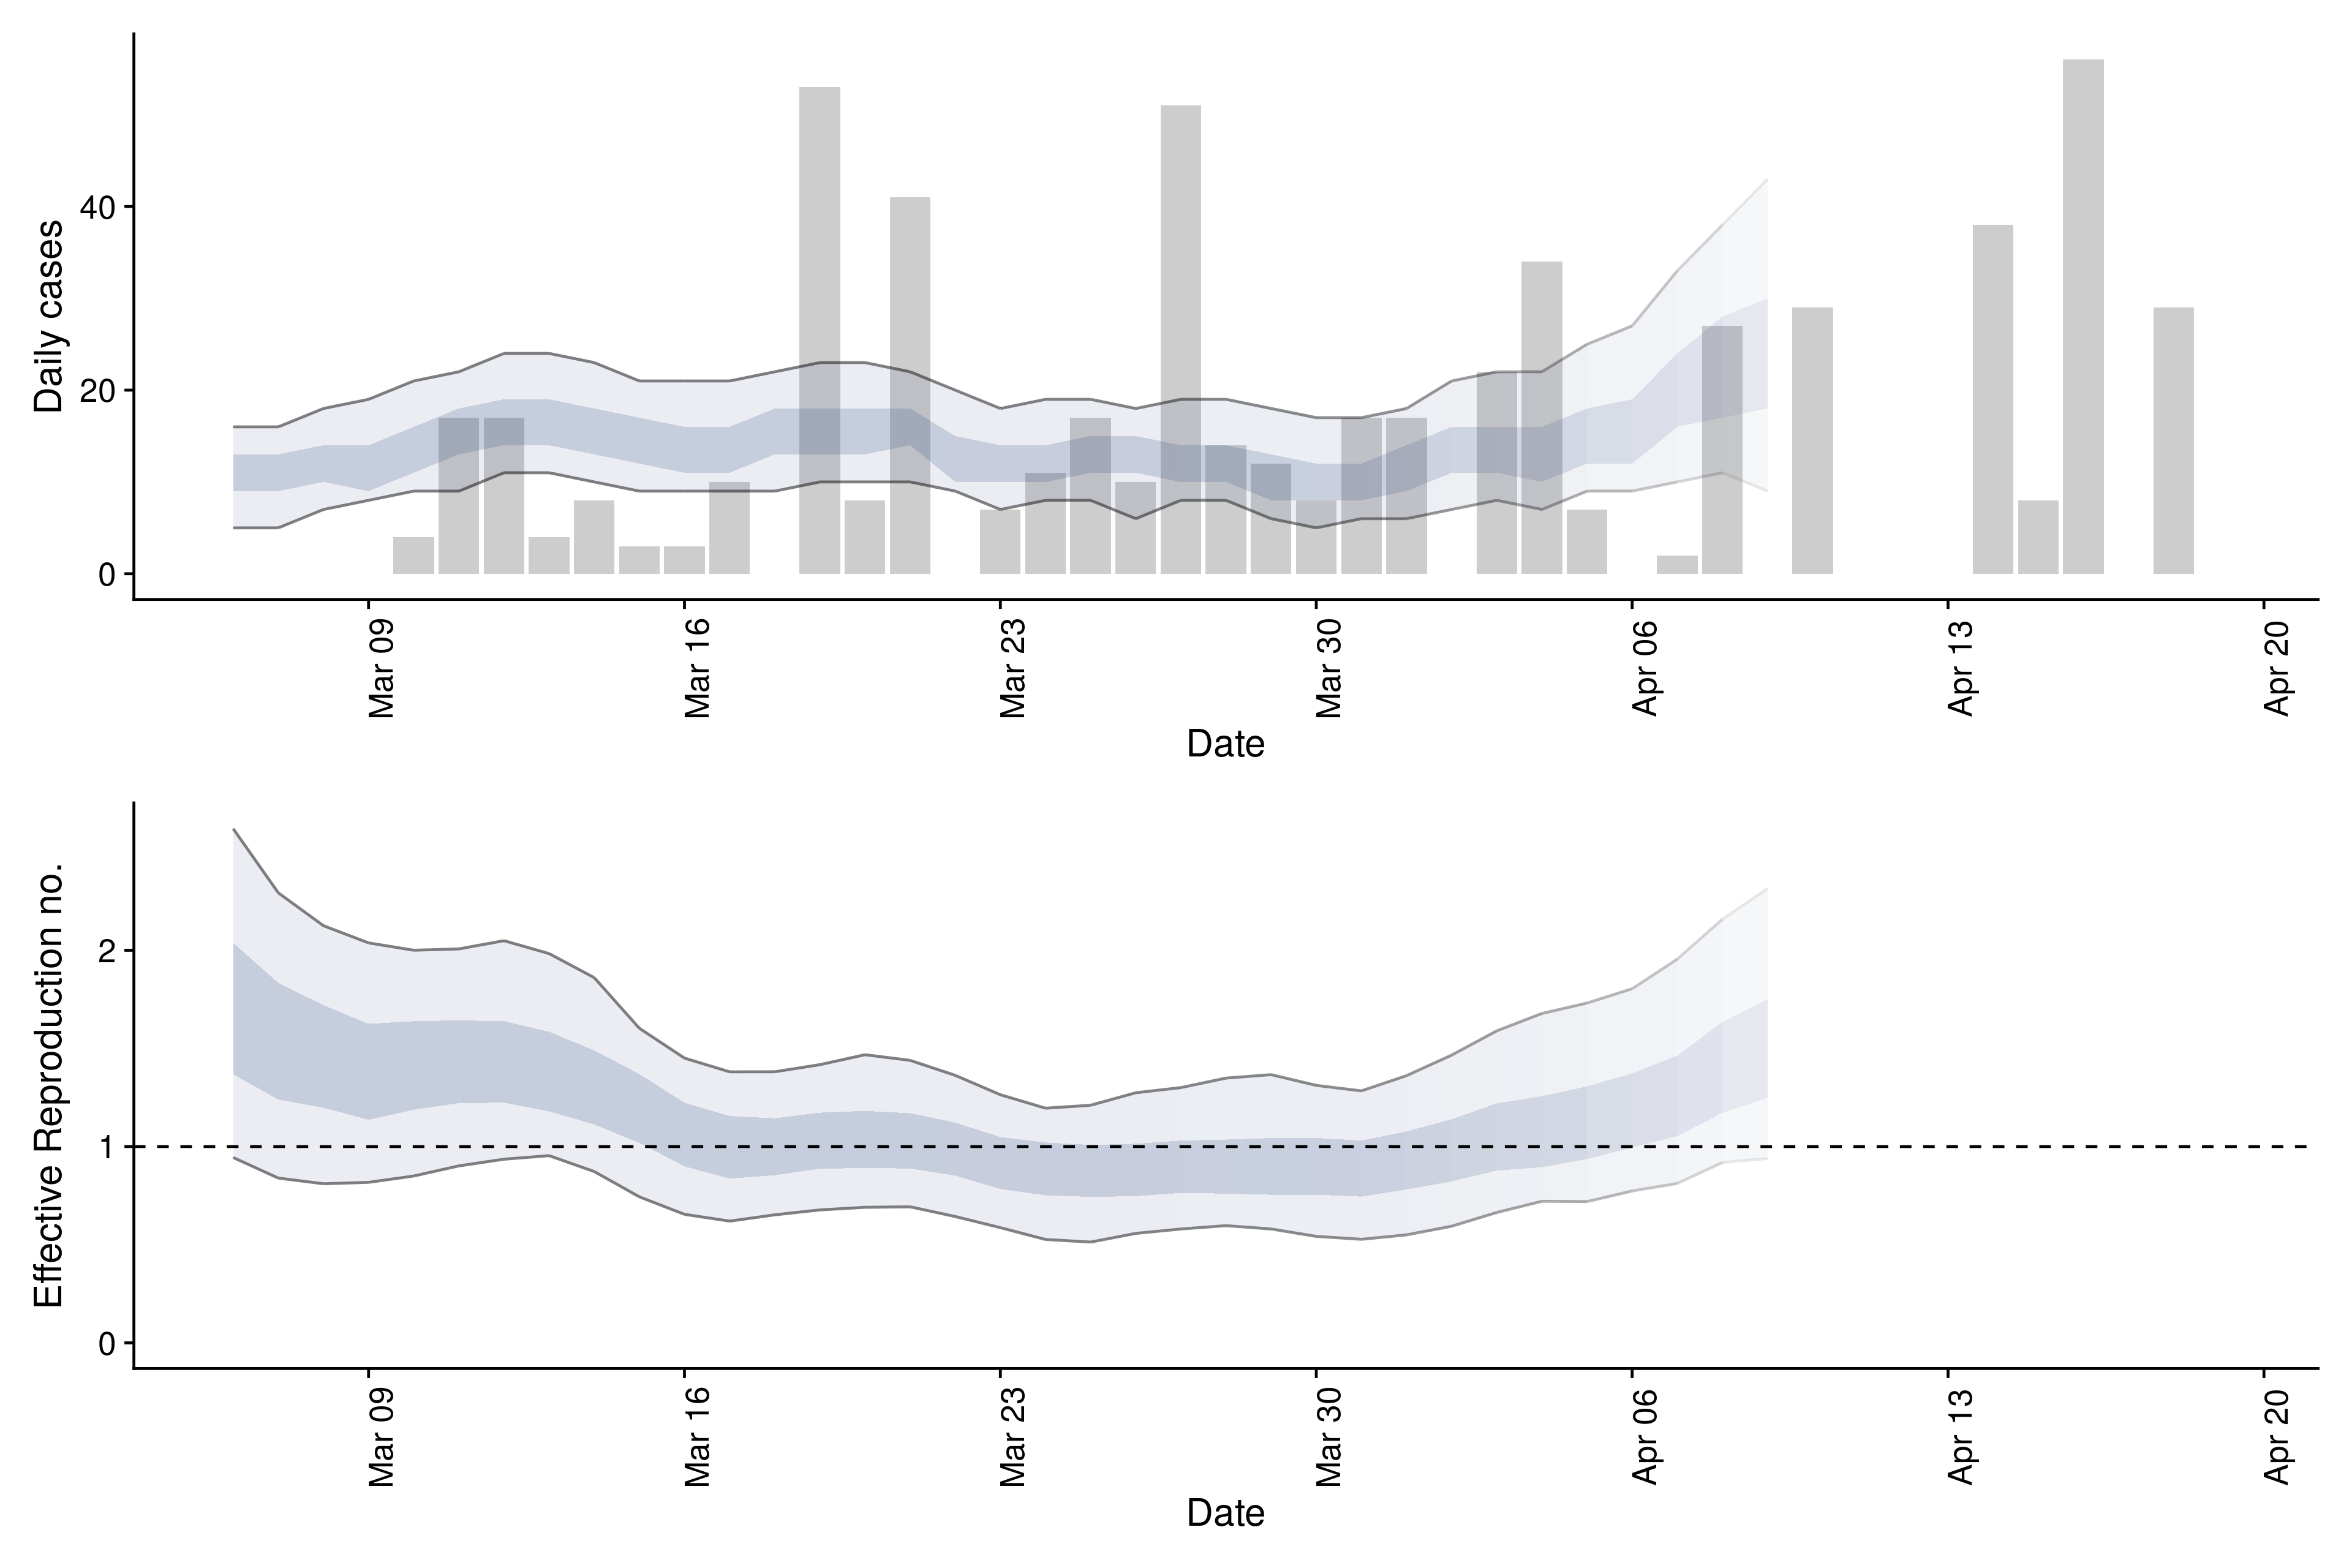 Daily cases
40
20
0
Mar 09
Mar 16
Mar 23
Mar 30
Apr 06
Apr 13
Apr 20
Date
Effective Reproduction no.
2
1
0
Mar 09
Mar 16
Mar 23
Mar 30
Apr 06
Apr 13
Apr 20
Date